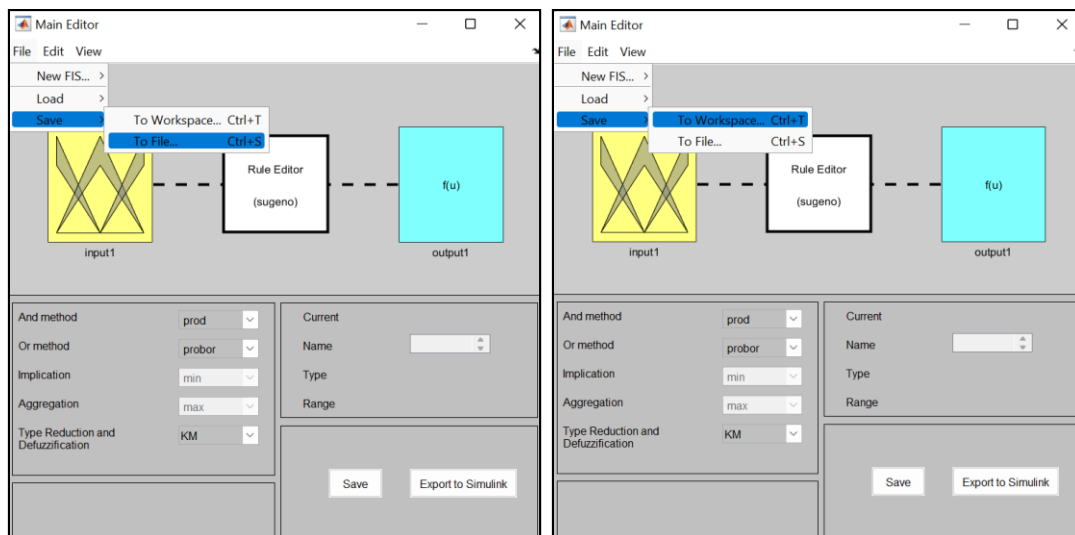 Main Editor
File Edit View
New FIS...
Load
Save
To Workspace... Ctrl+T
To File... Ctrl+S
Rule Editor
(sugeno)
f(u)
input1
output1
And method
prod
Or method
probor
Implication
min
Aggregation
max
Type Reduction and
Defuzzification
KM
Current
Name
Type
Range
Save
Export to Simulink
Main Editor
File Edit View
New FIS...
Load
Save
To Workspace... Ctrl+T
To File... Ctrl+S
Rule Editor
(sugeno)
f(u)
input1
output1
And method
prod
Or method
probor
Implication
min
Aggregation
max
Type Reduction and
Defuzzification
KM
Current
Name
Type
Range
Save
Export to Simulink